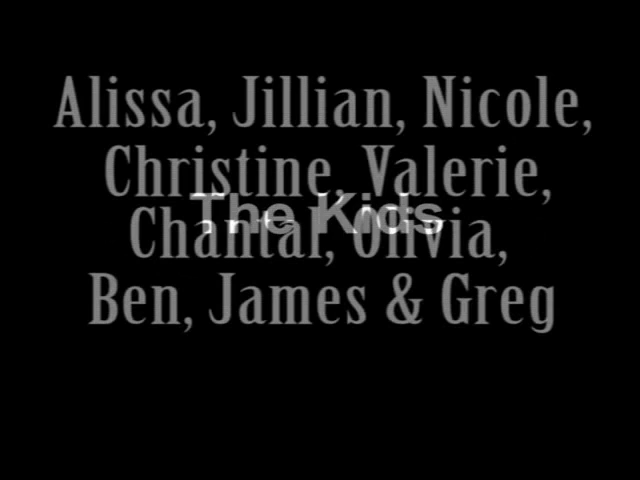 Alissa, Jillian, Nicole,
Christine, Valerie,
The Kids
Chantal, Olivia,
Ben, James & Greg